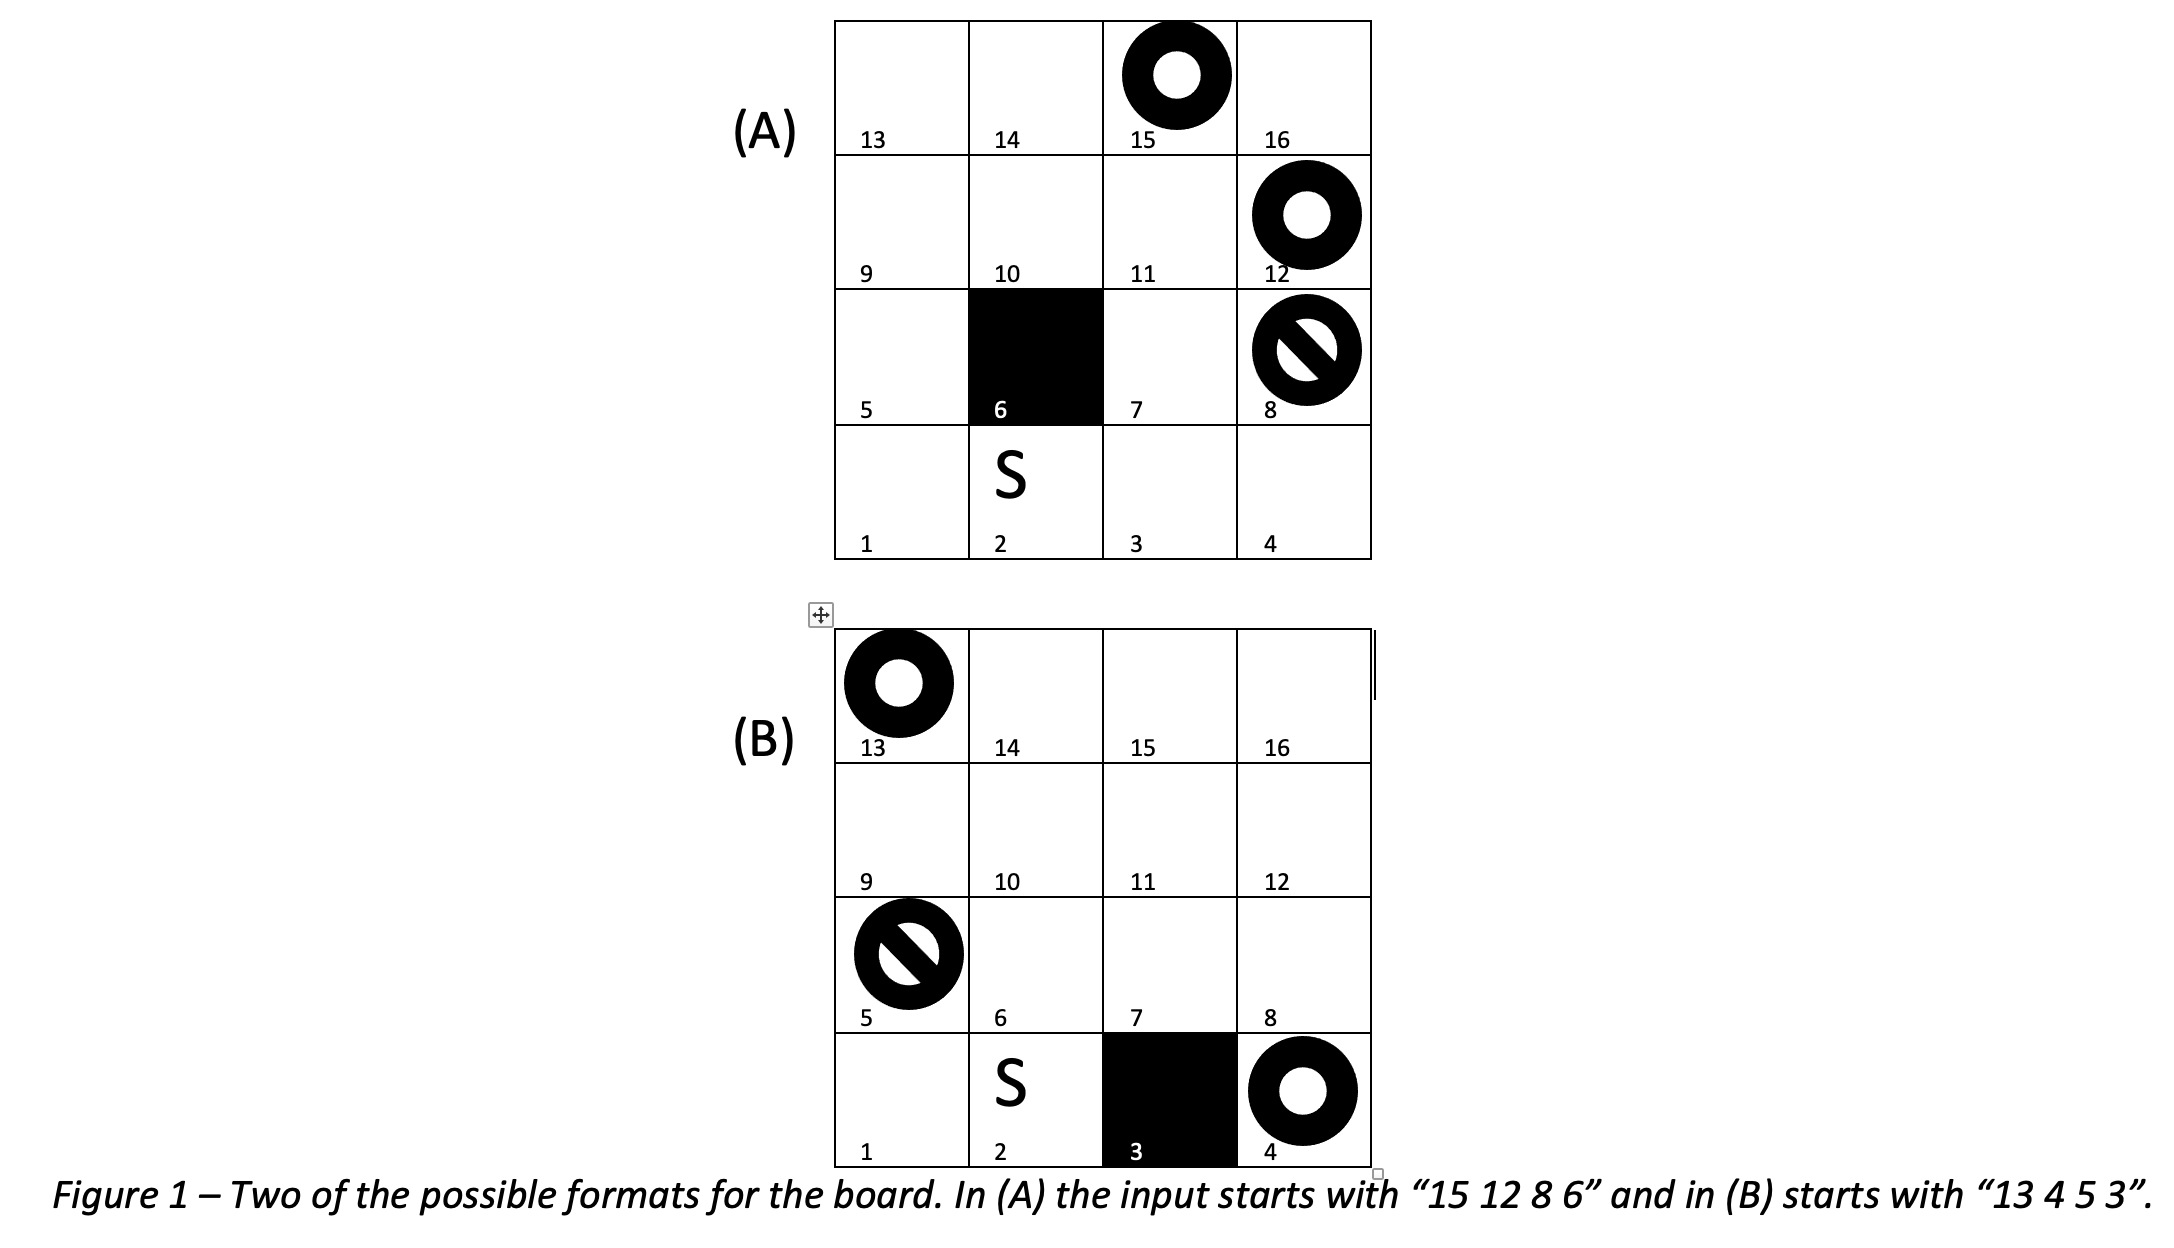 (A)
13 14 15 16
9 10 11 12
5 6 7 8
S
1 2 3 4
(B)
13 14 15 16
9 10 11 12
5 6 7 8
S
1 2 3 4
Figure 1 – Two of the possible formats for the board. In (A) the input starts with “15 12 8 6” and in (B) starts with “13 4 5 3”.